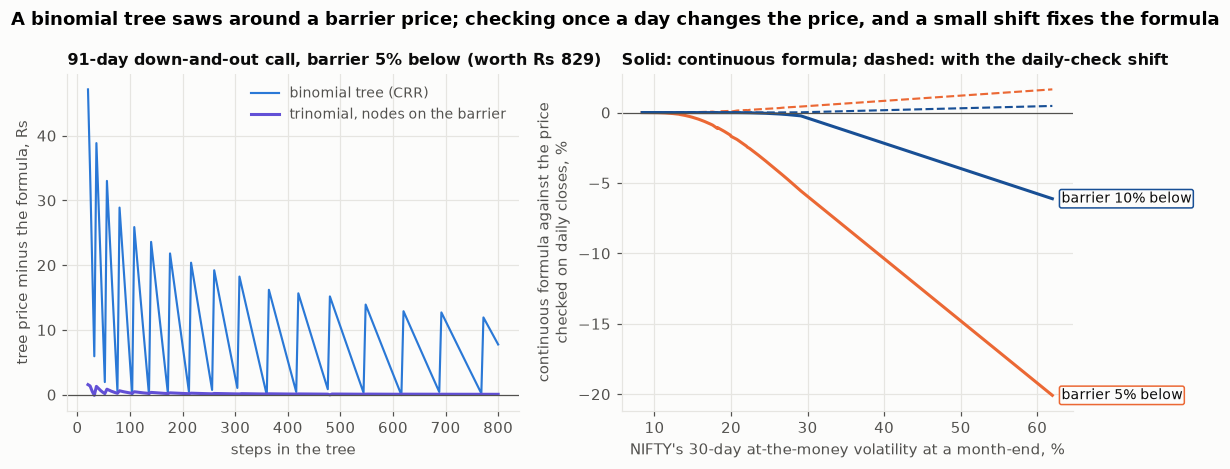 A binomial tree saws around a barrier price; checking once a day changes the price, and a small shift fixes the formula
91-day down-and-out call, barrier 5% below (worth Rs 829)
tree price minus the formula, Rs
40
30
20
10
0
binomial tree (CRR)
trinomial, nodes on the barrier
0 100 200 300 400 500 600 700 800
steps in the tree
Solid: continuous formula; dashed: with the daily-check shift
continuous formula against the price
checked on daily closes, %
0
−5
−10
−15
−20
barrier 10% below
barrier 5% below
10 20 30 40 50 60
NIFTY's 30-day at-the-money volatility at a month-end, %